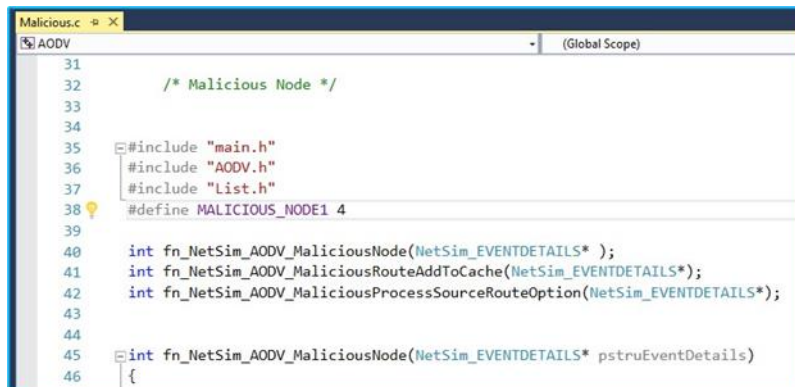 Malicious.c
AODV (Global Scope)
31
32 /* Malicious Node */
33
34
35 #include "main.h"
36 #include "AODV.h"
37 #include "List.h"
38 #define MALICIOUS_NODE1 4
39
40 int fn_NetSim_AODV_MaliciousNode(NetSim_EVENTDETAILS* );
41 int fn_NetSim_AODV_MaliciousRouteAddToCache(NetSim_EVENTDETAILS*);
42 int fn_NetSim_AODV_MaliciousProcessSourceRouteOption(NetSim_EVENTDETAILS*);
43
44
45 int fn_NetSim_AODV_MaliciousNode(NetSim_EVENTDETAILS* pstruEventDetails)
46 {